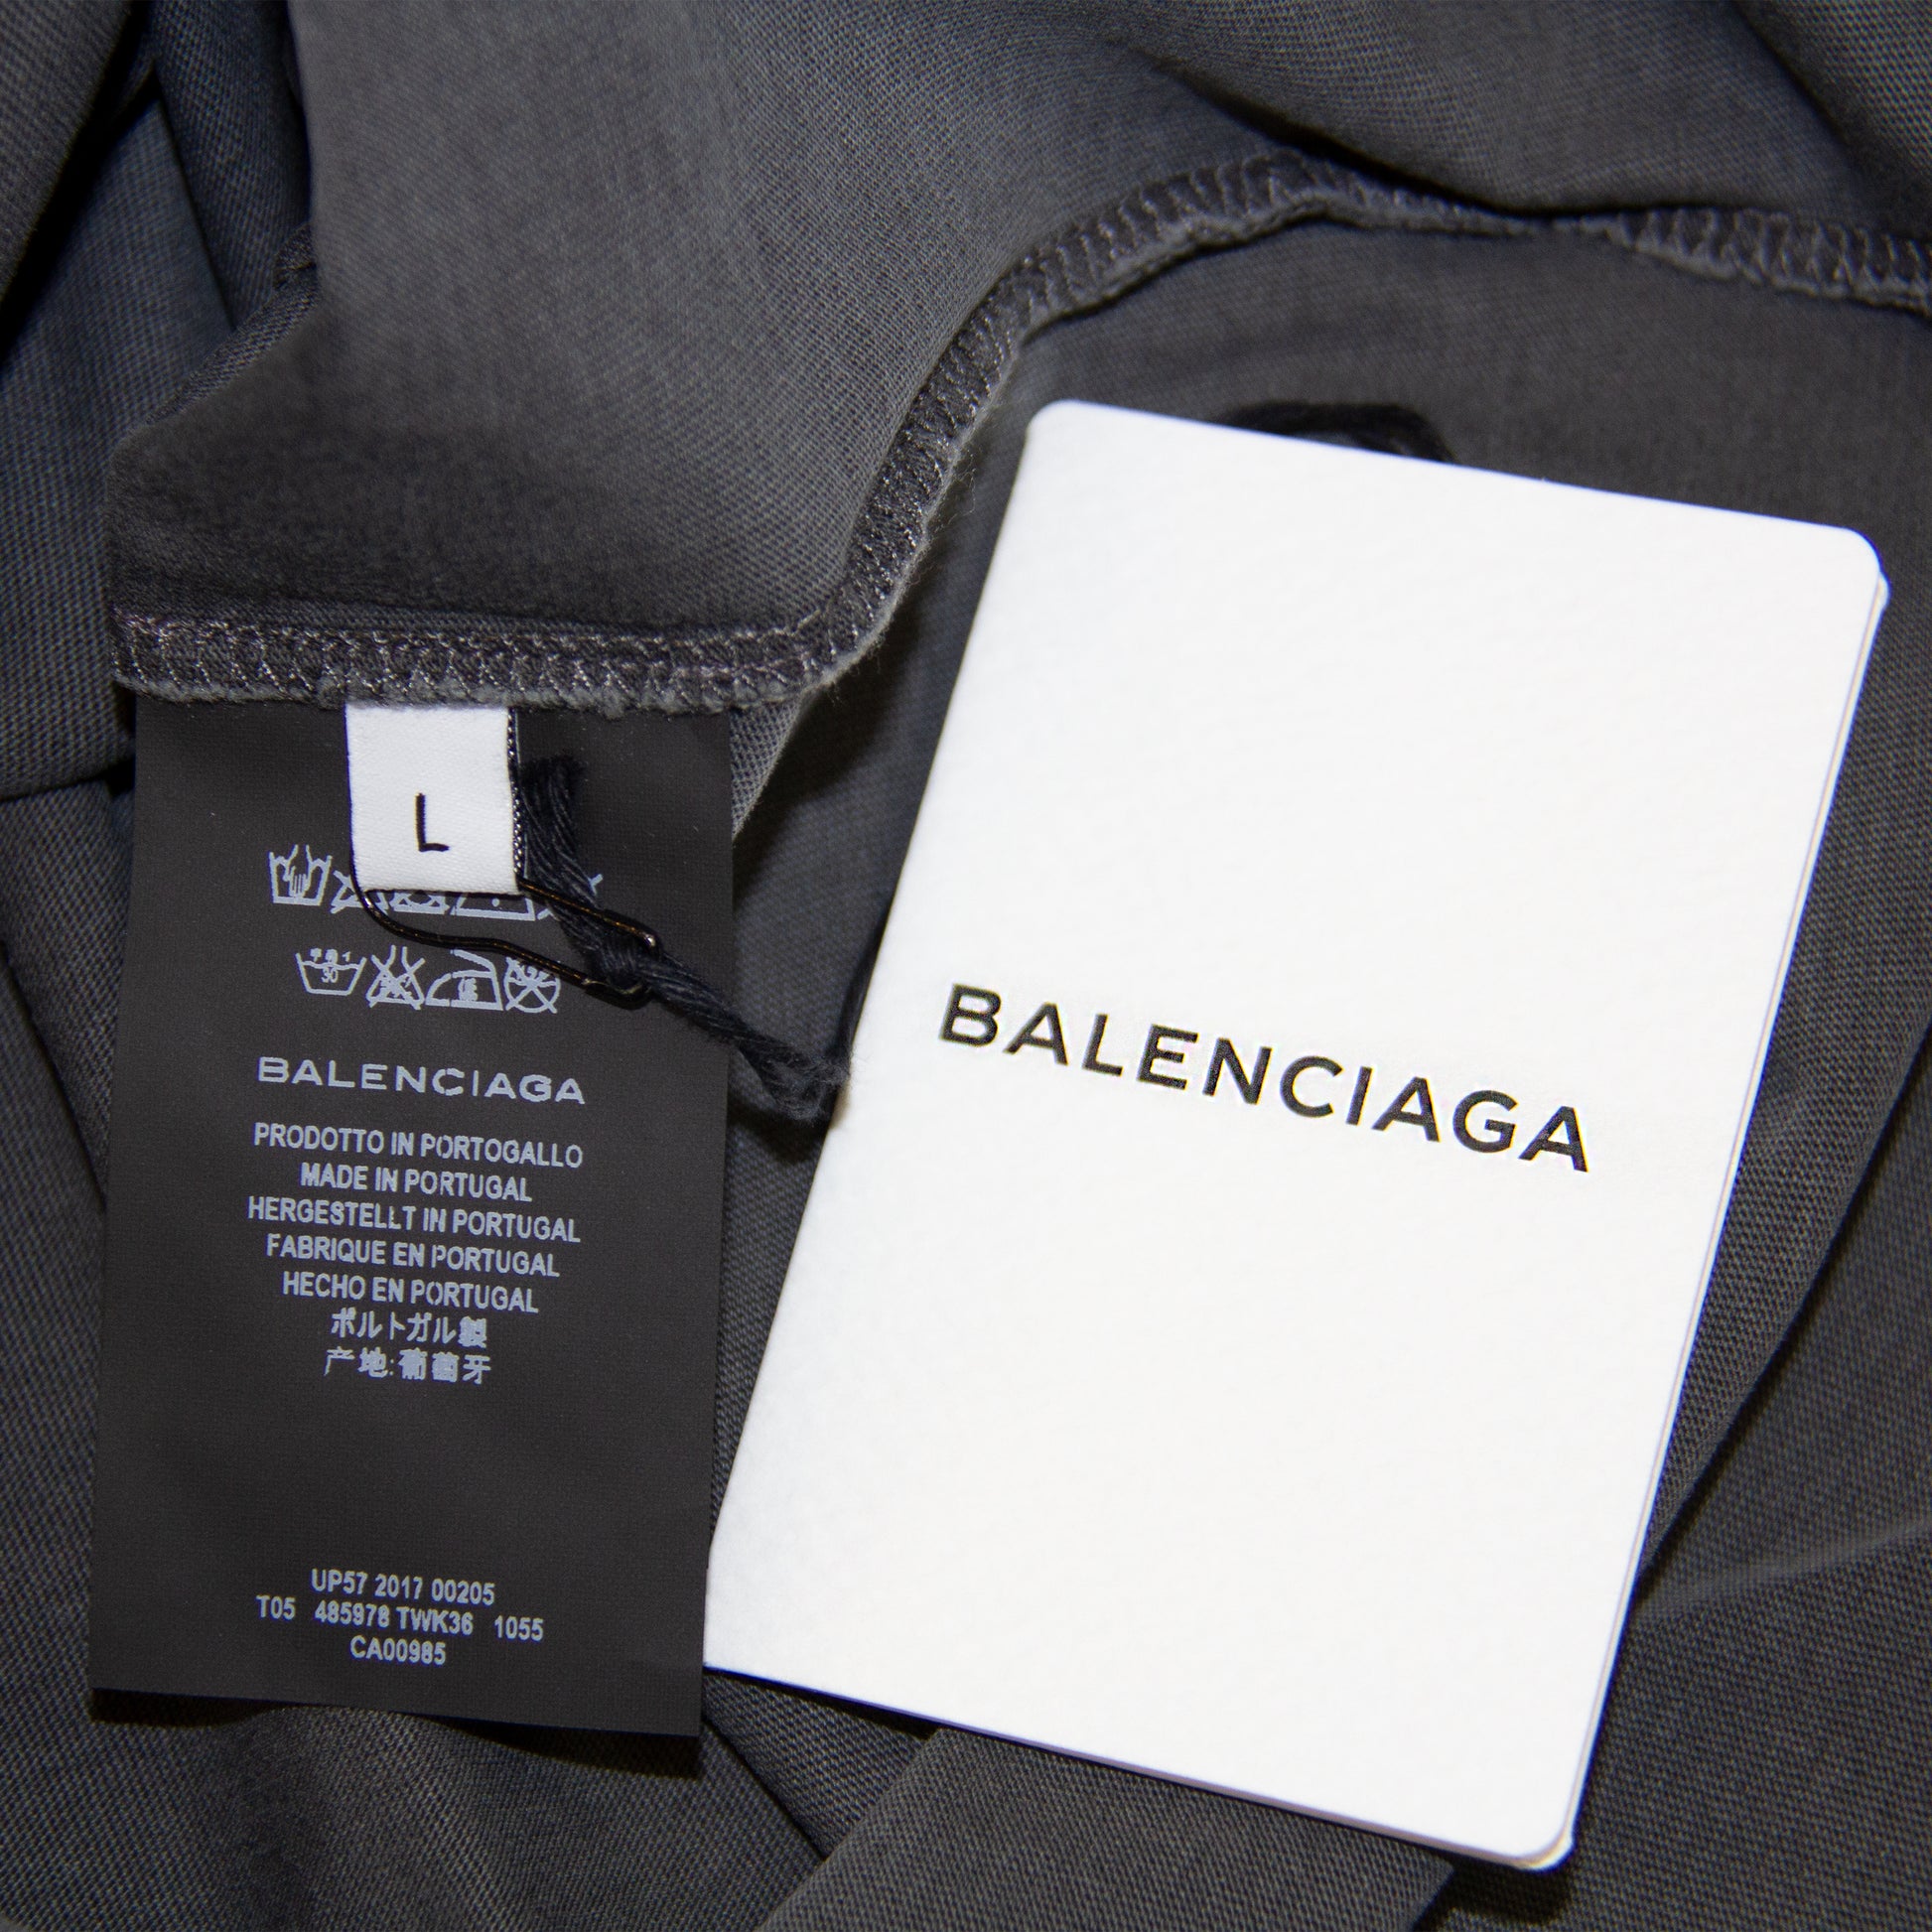 L
30
BALENCIAGA
PRODOTTO IN PORTOGALLO
MADE IN PORTUGAL
HERGESTELLT IN PORTUGAL
FABRIQUE EN PORTUGAL
HECHO EN PORTUGAL
ポルトガル製
产地:葡萄牙
UP57 2017 00205
T05 485978 TWK36 1055
CA00985
BALENCIAGA